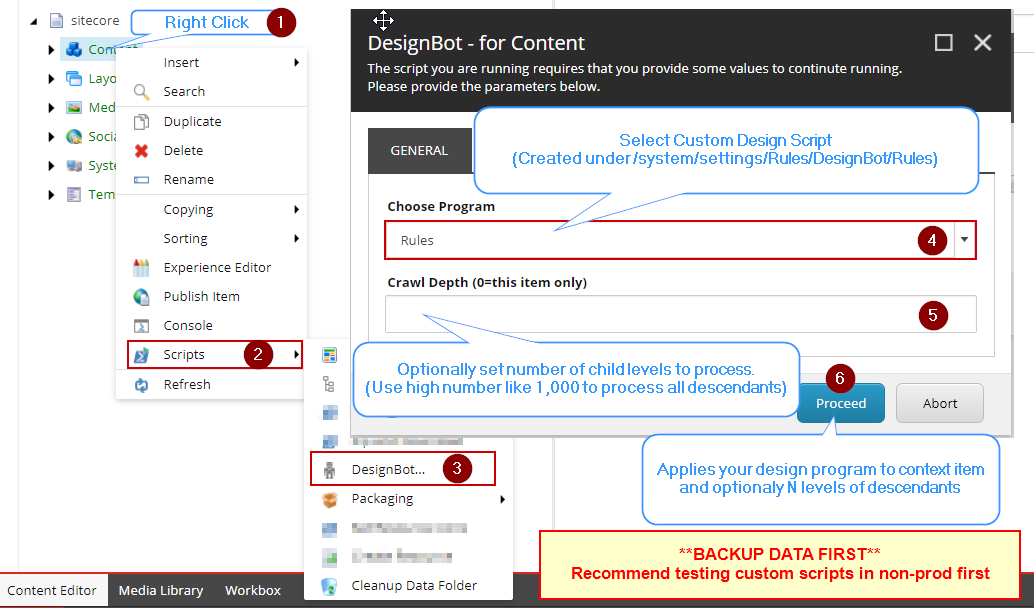 sitecore
Right Click
1
Cont
Layo
Med
Socia
Syste
Tem
Insert
Search
Duplicate
Delete
Rename
Copying
Sorting
Experience Editor
Publish Item
Console
Scripts
2
Refresh
DesignBot...
3
Packaging
Cleanup Data Folder
DesignBot - for Content
The script you are running requires that you provide some values to continute running.
Please provide the parameters below.
GENERAL
Select Custom Design Script
(Created under /system/settings/Rules/DesignBot/Rules)
Choose Program
Rules
4
Crawl Depth (0=this item only)
5
Optionally set number of child levels to process.
(Use high number like 1,000 to process all descendants)
6
Proceed
Abort
Applies your design program to context item
and optionaly N levels of descendants
**BACKUP DATA FIRST**
Recommend testing custom scripts in non-prod first
Content Editor
Media Library
Workbox